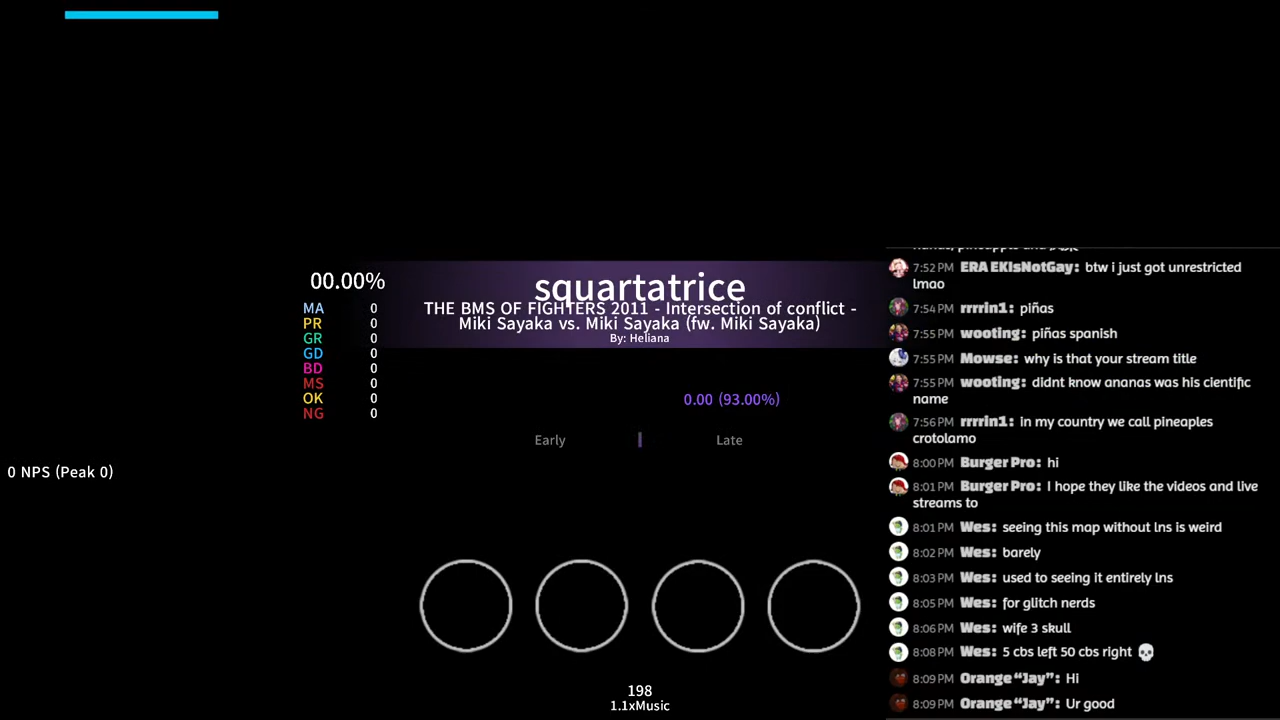 00.00%
MA 0
PR 0
GR 0
GD 0
BD 0
MS 0
OK 0
NG 0
squartatrice
THE BMS OF FIGHTERS 2011 - Intersection of conflict -
Miki Sayaka vs. Miki Sayaka (fw. Miki Sayaka)
By: Heliana
0.00 (93.00%)
Early
Late
0 NPS (Peak 0)
198
1.1xMusic
7:52 PM ERA EKIsNotGay: btw i just got unrestricted
lmao
7:54 PM rrrrin1: piñas
7:55 PM wooting: piñas spanish
7:55 PM Mowse: why is that your stream title
7:55 PM wooting: didnt know ananas was his cientific
name
7:56 PM rrrrin1: in my country we call pineaples
crotolamo
8:00 PM Burger Pro: hi
8:01 PM Burger Pro: I hope they like the videos and live
streams to
8:01 PM Wes: seeing this map without lns is weird
8:02 PM Wes: barely
8:03 PM Wes: used to seeing it entirely lns
8:05 PM Wes: for glitch nerds
8:06 PM Wes: wife 3 skull
8:08 PM Wes: 5 cbs left 50 cbs right 💀
8:09 PM Orange “Jay”: Hi
8:09 PM Orange “Jay”: Ur good